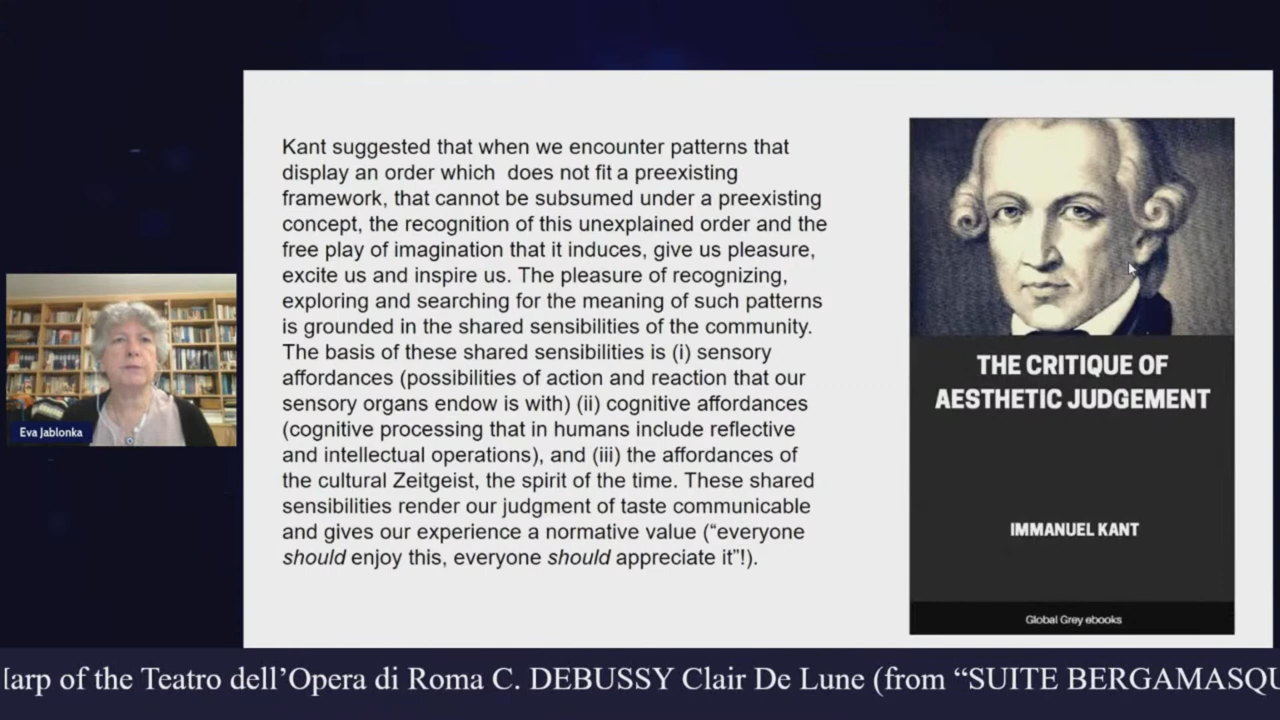 Kant suggested that when we encounter patterns that
display an order which does not fit a preexisting
framework, that cannot be subsumed under a preexisting
concept, the recognition of this unexplained order and the
free play of imagination that it induces, give us pleasure,
excite us and inspire us. The pleasure of recognizing,
exploring and searching for the meaning of such patterns
is grounded in the shared sensibilities of the community.
The basis of these shared sensibilities is (i) sensory
affordances (possibilities of action and reaction that our
sensory organs endow is with) (ii) cognitive affordances
(cognitive processing that in humans include reflective
and intellectual operations), and (iii) the affordances of
the cultural Zeitgeist, the spirit of the time. These shared
sensibilities render our judgment of taste communicable
and gives our experience a normative value (“everyone
should enjoy this, everyone should appreciate it”!).
THE CRITIQUE OF
AESTHETIC JUDGEMENT
IMMANUEL KANT
Global Grey ebooks
Eva Jablonka
of the Teatro dell’Opera di Roma C. DEBUSSY Clair De Lune (from “SUITE